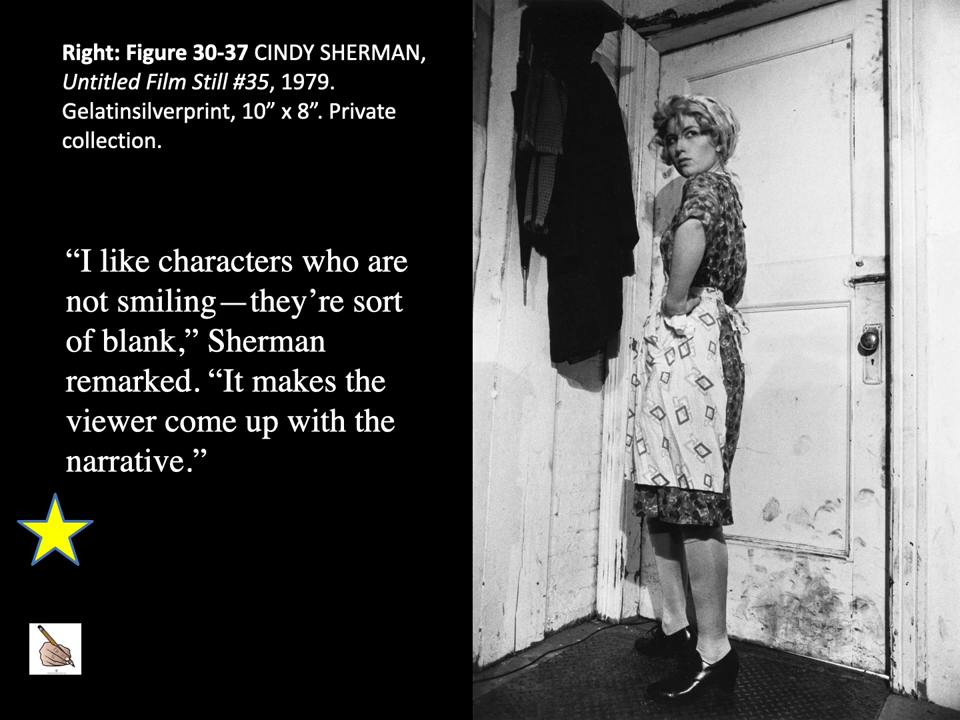 Right: Figure 30-37 CINDY SHERMAN,
Untitled Film Still #35, 1979.
Gelatinsilverprint, 10” x 8”. Private
collection.
“I like characters who are
not smiling—they’re sort
of blank,” Sherman
remarked. “It makes the
viewer come up with the
narrative.”